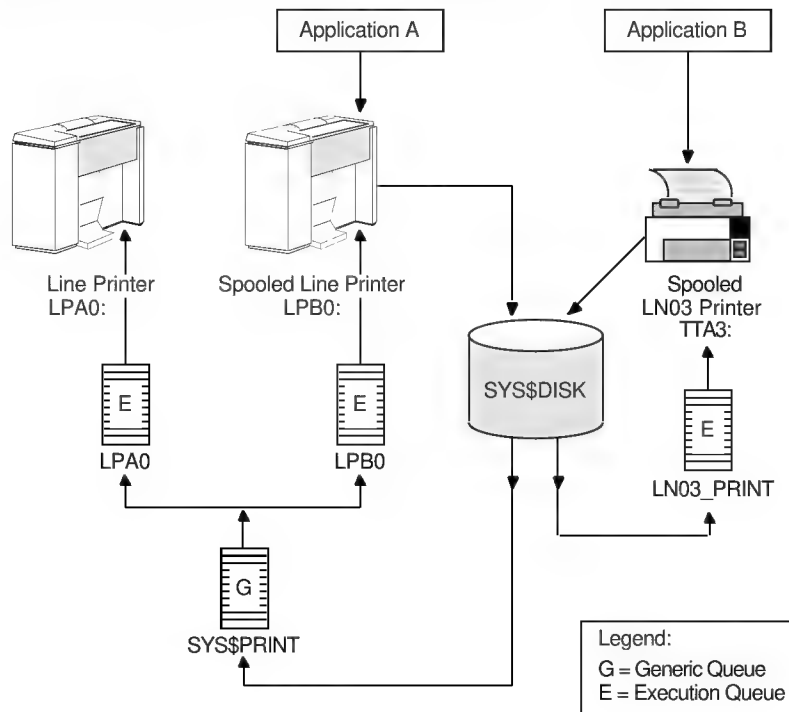 Application A
Application B
Line Printer
LPA0:
Spooled Line Printer
LPB0:
Spooled
LN03 Printer
TTA3:
SYS$DISK
E
E
E
LPA0
LPB0
LN03_PRINT
G
SYS$PRINT
Legend:
G = Generic Queue
E = Execution Queue